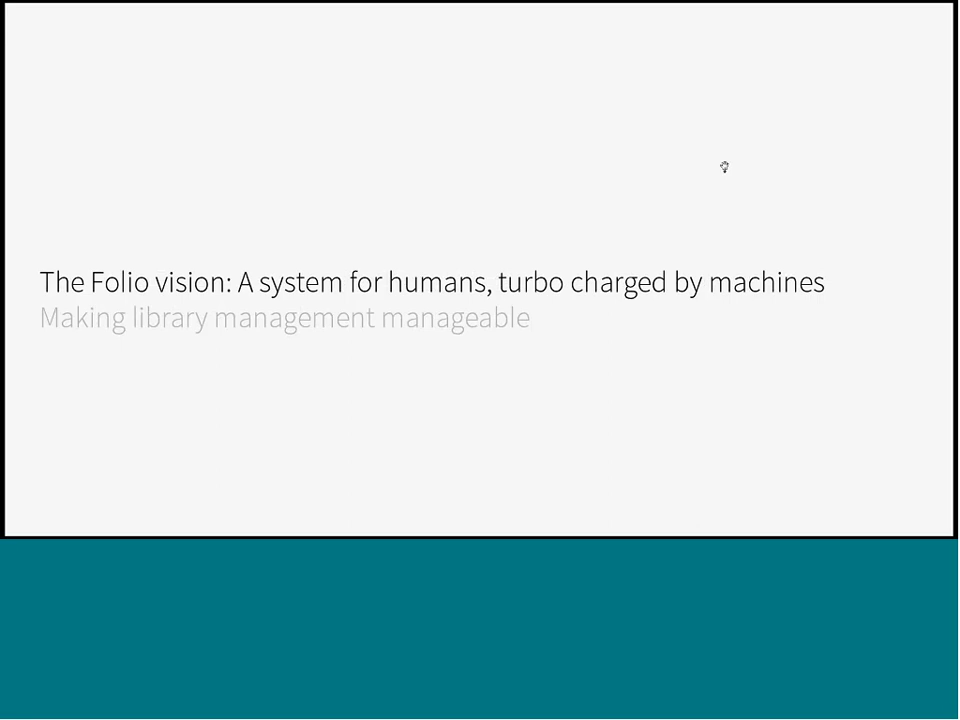 The Folio vision: A system for humans, turbo charged by machines
Making library management manageable